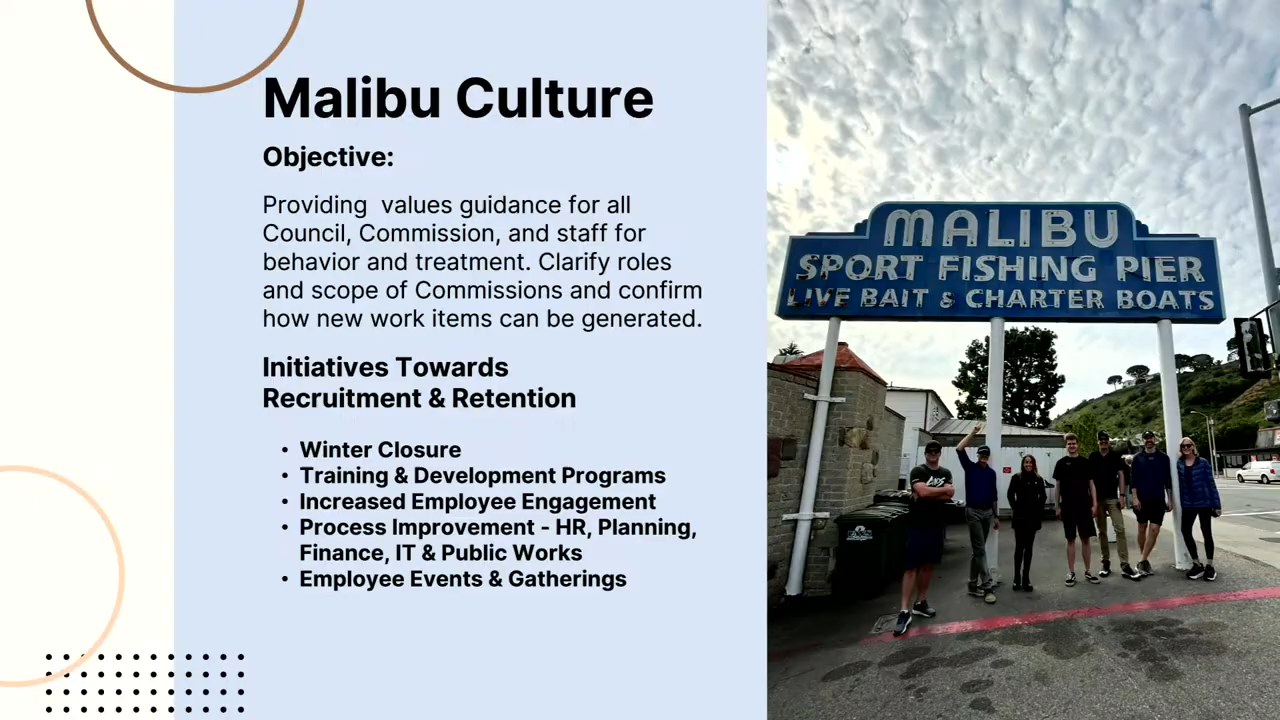 Malibu Culture
Objective:
Providing  values guidance for all
Council, Commission, and staff for
behavior and treatment. Clarify roles
and scope of Commissions and confirm
how new work items can be generated.
Initiatives Towards
Recruitment & Retention
• Winter Closure
• Training & Development Programs
• Increased Employee Engagement
• Process Improvement - HR, Planning,
Finance, IT & Public Works
• Employee Events & Gatherings
MALIBU
SPORT FISHING PIER
LIVE BAIT & CHARTER BOATS